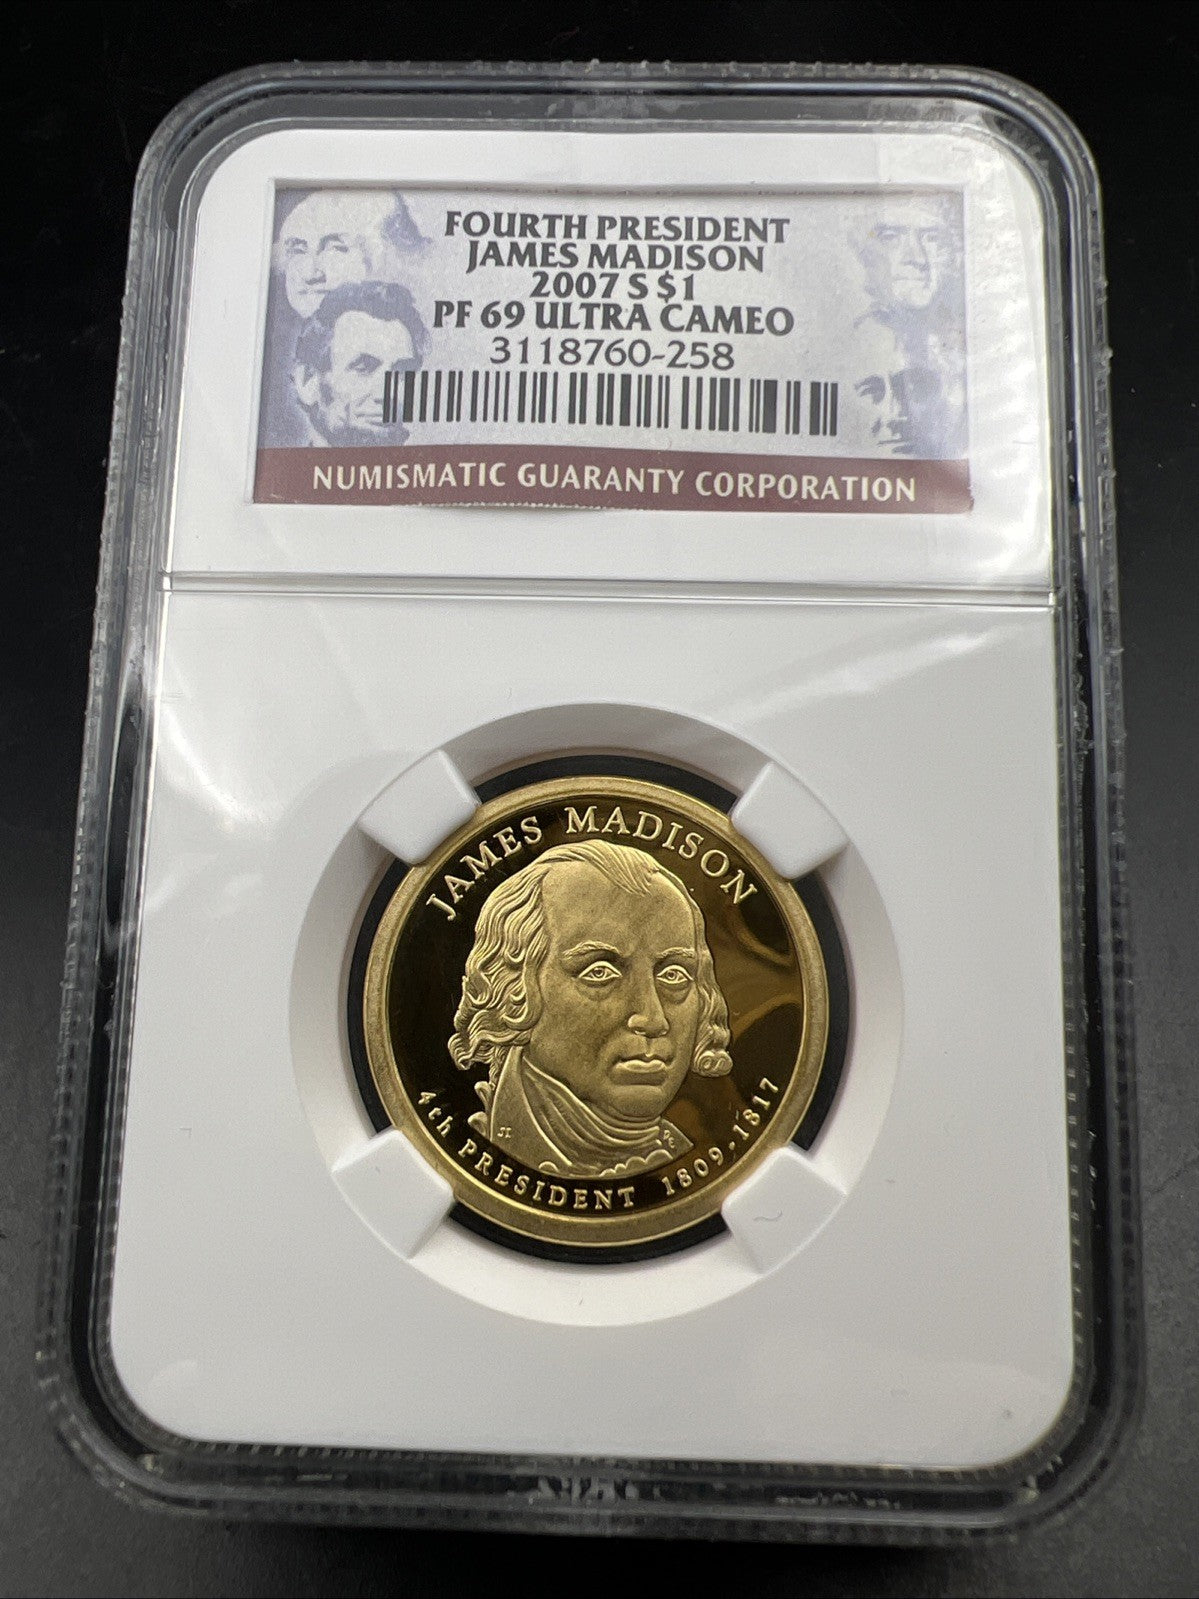 FOURTH PRESIDENT
JAMES MADISON
2007 S $1
PF 69 ULTRA CAMEO
3118760-258
NUMISMATIC GUARANTY CORPORATION
JAMES MADISON
JI
4th PRESIDENT 1809-1817